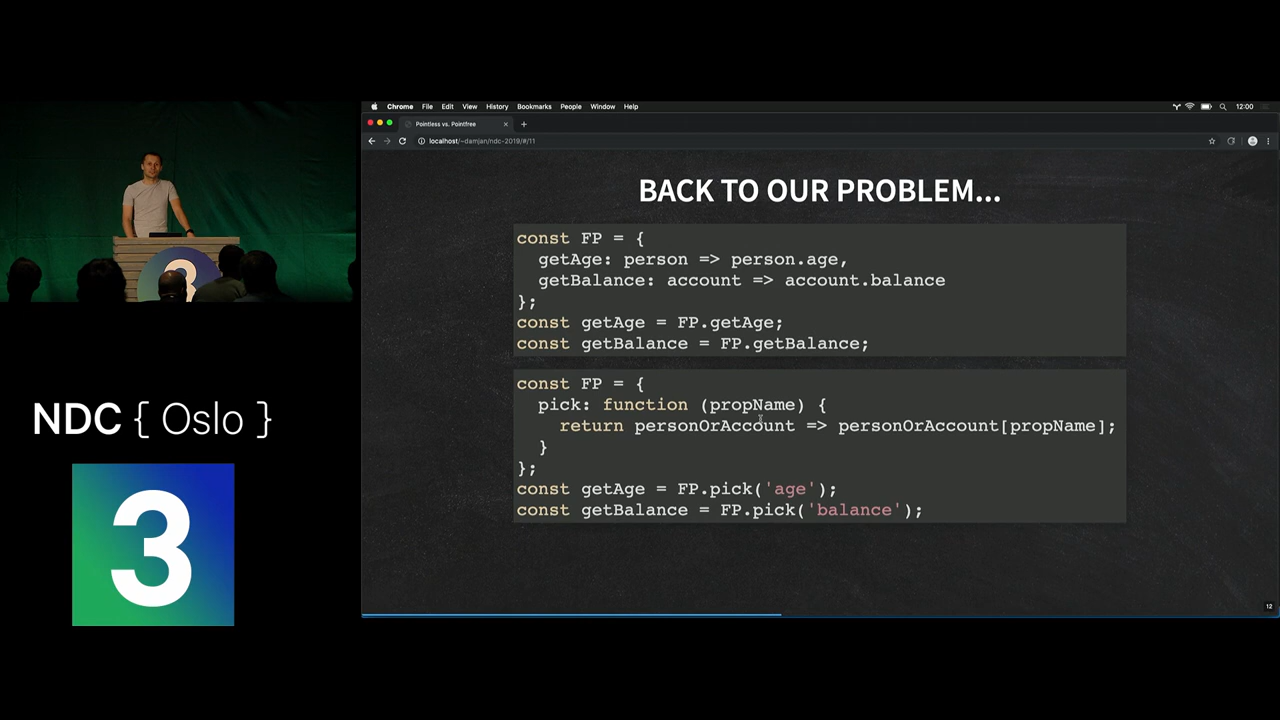 Chrome File Edit View History Bookmarks People Window Help 12:00
Pointless vs. Pointfree
localhost/~damjan/ndc-2019/#/11
BACK TO OUR PROBLEM...
const FP = {
  getAge: person => person.age,
  getBalance: account => account.balance
};
const getAge = FP.getAge;
const getBalance = FP.getBalance;
const FP = {
  pick: function (propName) {
    return personOrAccount => personOrAccount[propName];
  }
};
const getAge = FP.pick('age');
const getBalance = FP.pick('balance');
12
3
NDC { Oslo }
3